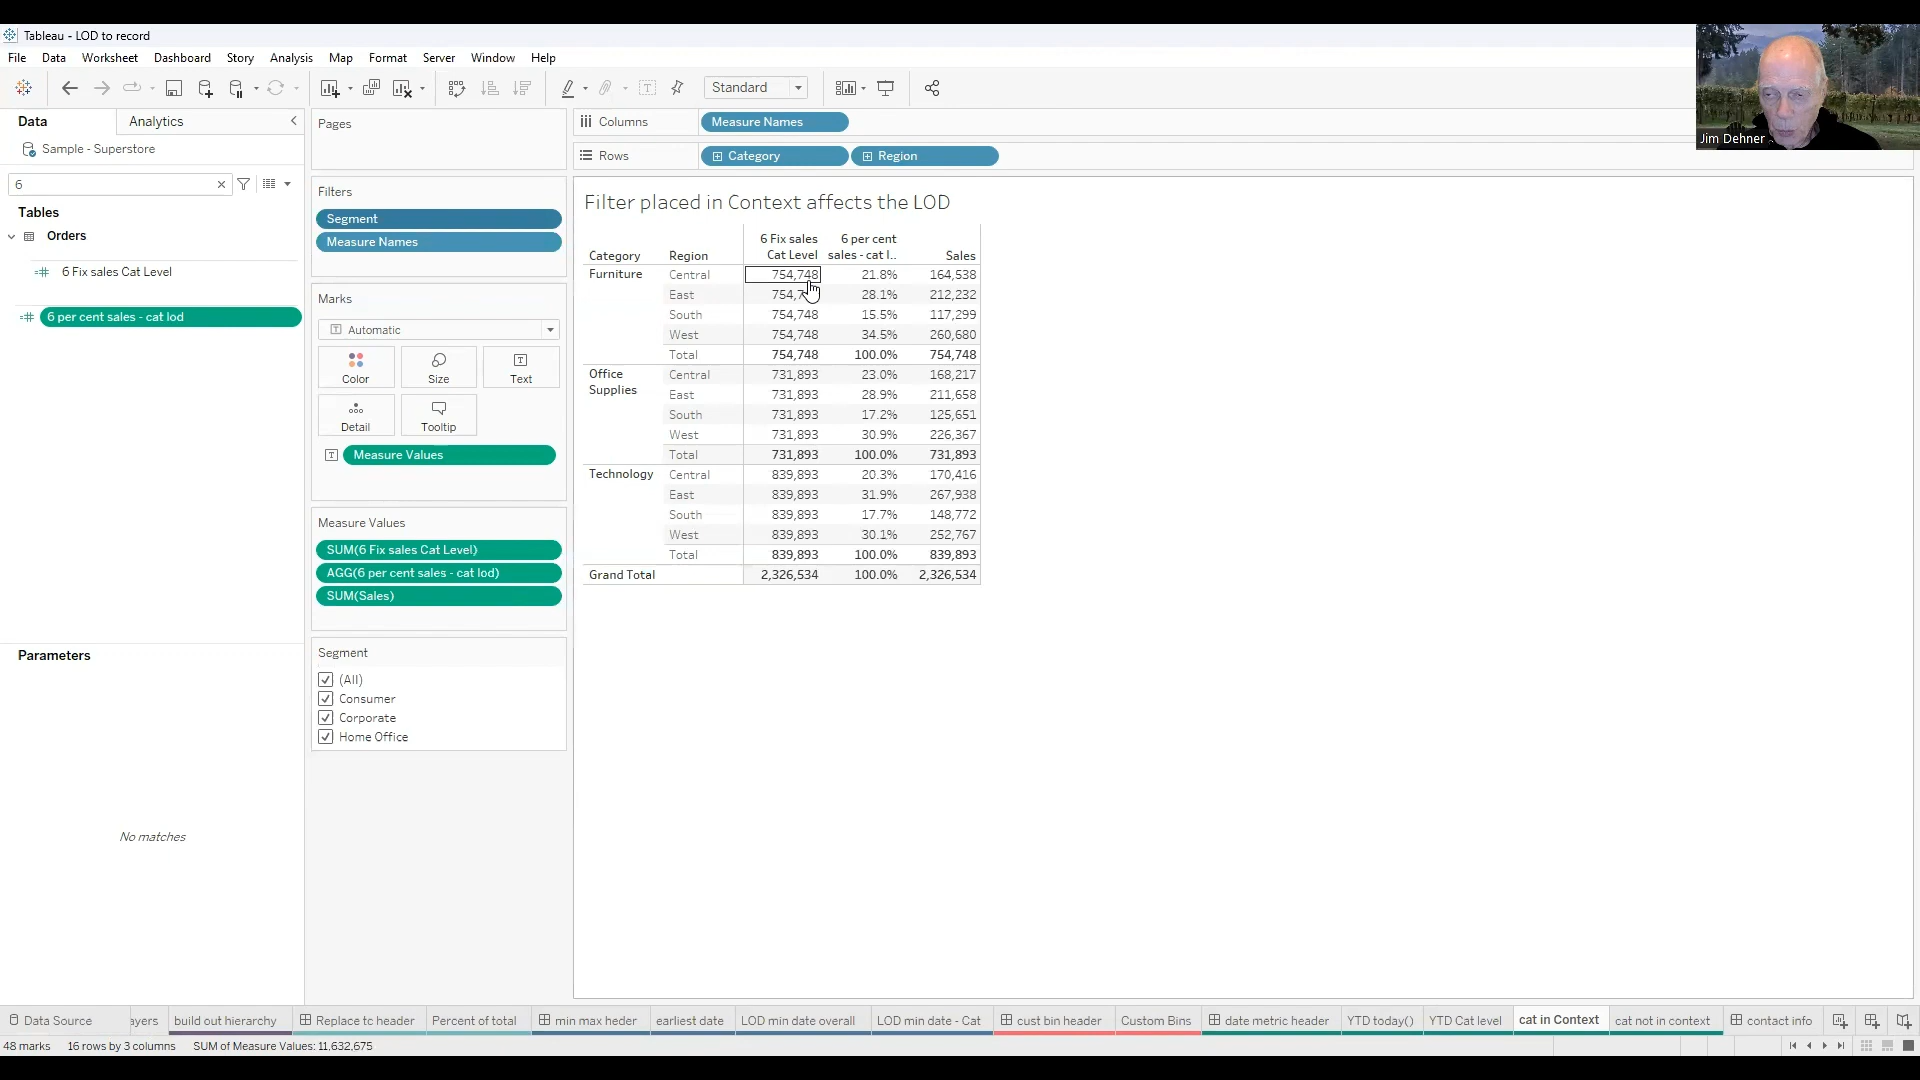 Tableau - LOD to record
File Data Worksheet Dashboard Story Analysis Map Format Server Window Help
Standard
Jim Dehner
Data Analytics
Sample - Superstore
6
Tables
Orders
6 Fix sales Cat Level
6 per cent sales - cat lod
Parameters
No matches
Pages
Filters
Segment
Measure Names
Marks
Automatic
Color Size Text
Detail Tooltip
Measure Values
Measure Values
SUM(6 Fix sales Cat Level)
AGG(6 per cent sales - cat lod)
SUM(Sales)
Segment
(All)
Consumer
Corporate
Home Office
Columns Measure Names
Rows Category Region
Filter placed in Context affects the LOD
6 Fix sales 6 per cent
Category Region Cat Level sales - cat l.. Sales
Furniture Central 754,748 21.8% 164,538
East 28.1% 212,232
South 754,748 15.5% 117,299
West 754,748 34.5% 260,680
Total 754,748 100.0% 754,748
Office Central 731,893 23.0% 168,217
Supplies East 731,893 28.9% 211,658
South 731,893 17.2% 125,651
West 731,893 30.9% 226,367
Total 731,893 100.0% 731,893
Technology Central 839,893 20.3% 170,416
East 839,893 31.9% 267,938
South 839,893 17.7% 148,772
West 839,893 30.1% 252,767
Total 839,893 100.0% 839,893
Grand Total 2,326,534 100.0% 2,326,534
Data Source ayers build out hierarchy Replace tc header Percent of total min max heder earliest date LOD min date overall LOD min date - Cat cust bin header Custom Bins date metric header YTD today() YTD Cat level cat in Context cat not in context contact info
48 marks 16 rows by 3 columns SUM of Measure Values: 11,632,675